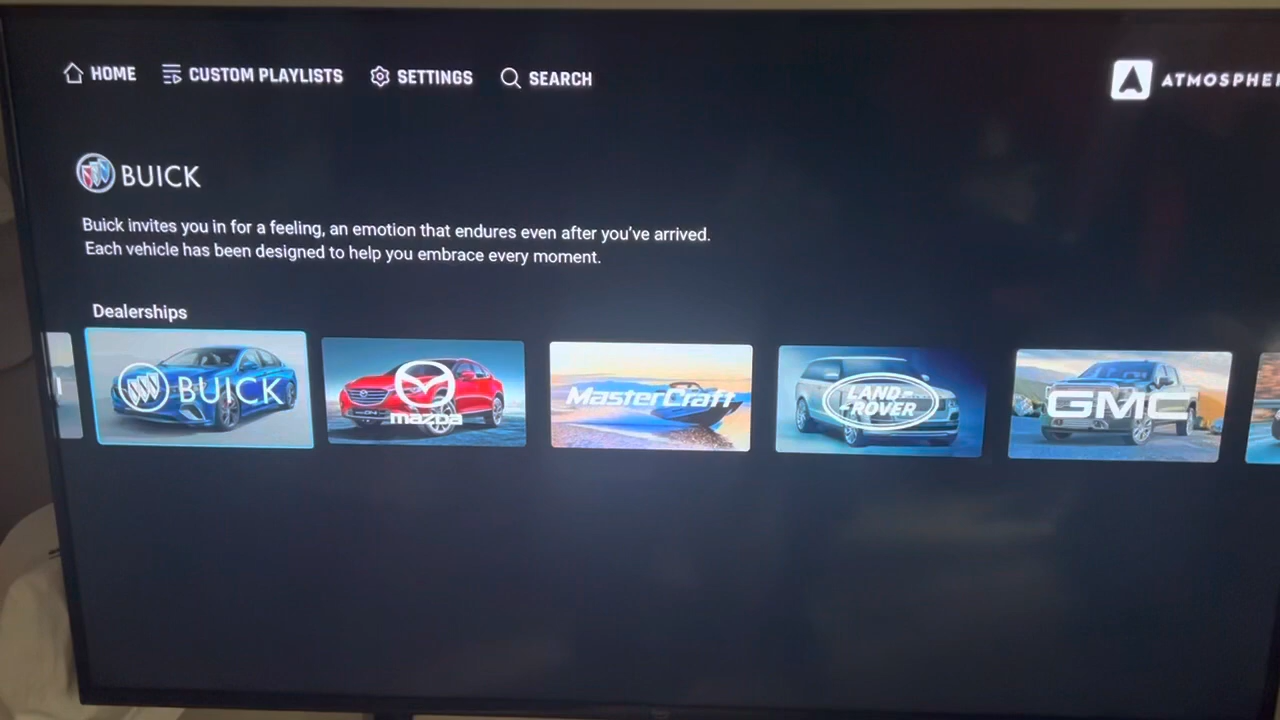 HOME CUSTOM PLAYLISTS SETTINGS SEARCH
BUICK
Buick invites you in for a feeling, an emotion that endures even after you've arrived.
Each vehicle has been designed to help you embrace every moment.
Dealerships
BUICK
mazda
MasterCraft
LAND-
-ROVER
GMC